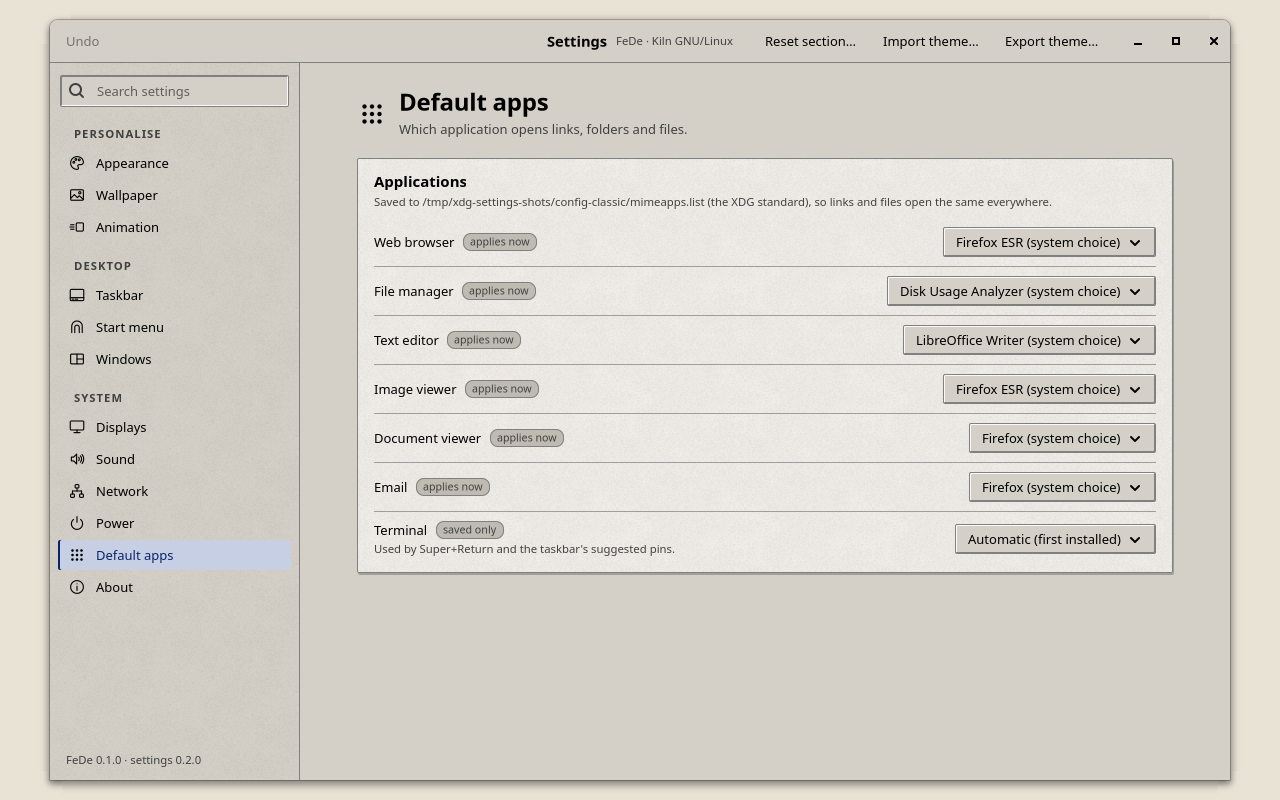 Undo
Settings FeDe · Kiln GNU/Linux
Reset section...
Import theme...
Export theme...
Search settings
PERSONALISE
Appearance
Wallpaper
Animation
DESKTOP
Taskbar
Start menu
Windows
SYSTEM
Displays
Sound
Network
Power
Default apps
About
FeDe 0.1.0 · settings 0.2.0
Default apps
Which application opens links, folders and files.
Applications
Saved to /tmp/xdg-settings-shots/config-classic/mimeapps.list (the XDG standard), so links and files open the same everywhere.
Web browser applies now Firefox ESR (system choice)
File manager applies now Disk Usage Analyzer (system choice)
Text editor applies now LibreOffice Writer (system choice)
Image viewer applies now Firefox ESR (system choice)
Document viewer applies now Firefox (system choice)
Email applies now Firefox (system choice)
Terminal saved only Automatic (first installed)
Used by Super+Return and the taskbar's suggested pins.